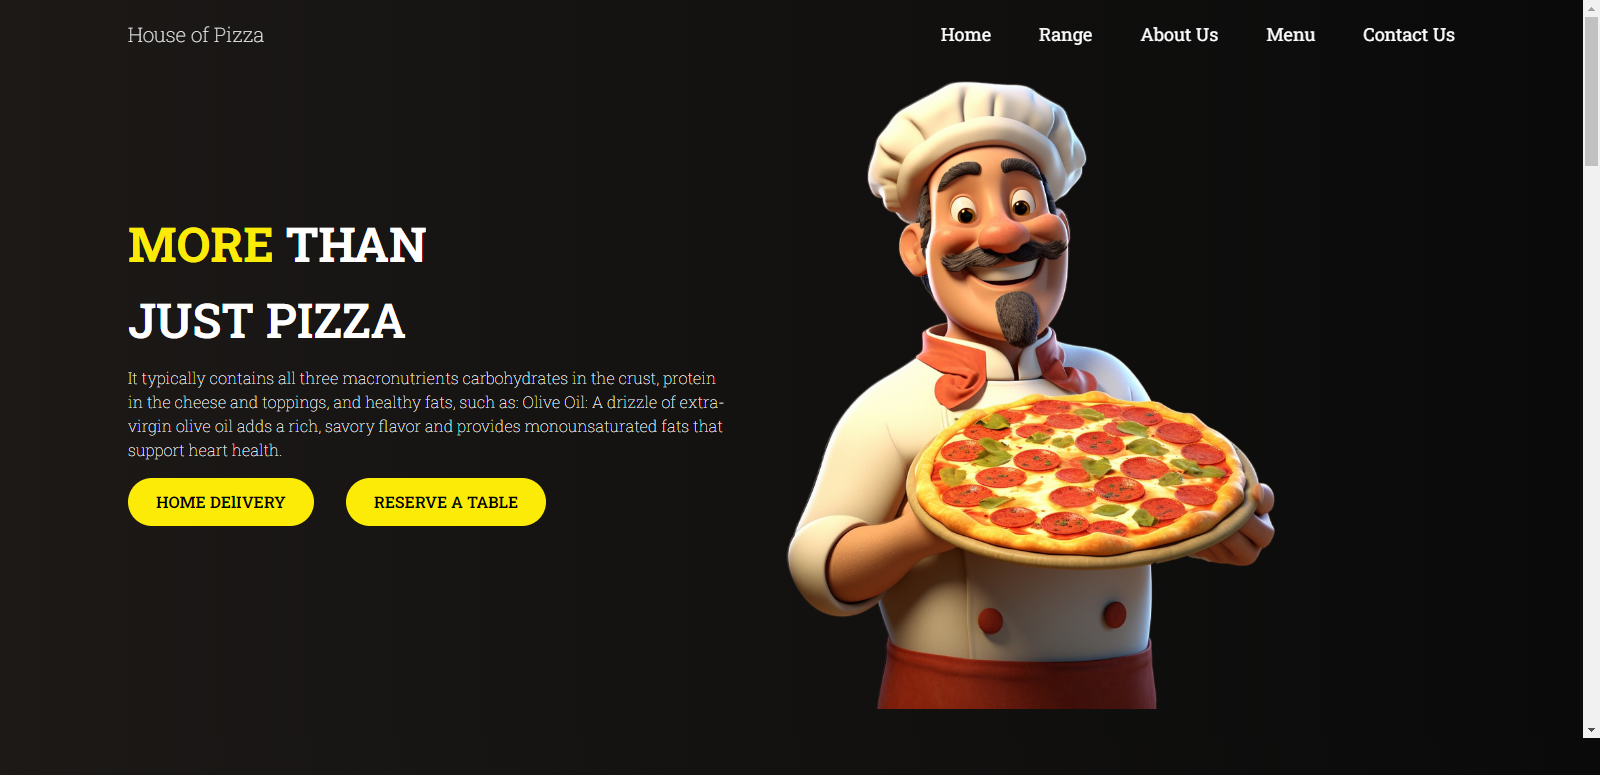 House of Pizza
Home Range About Us Menu Contact Us
MORE THAN
JUST PIZZA
It typically contains all three macronutrients carbohydrates in the crust, protein
in the cheese and toppings, and healthy fats, such as: Olive Oil: A drizzle of extra-
virgin olive oil adds a rich, savory flavor and provides monounsaturated fats that
support heart health.
HOME DElIVERY RESERVE A TABLE